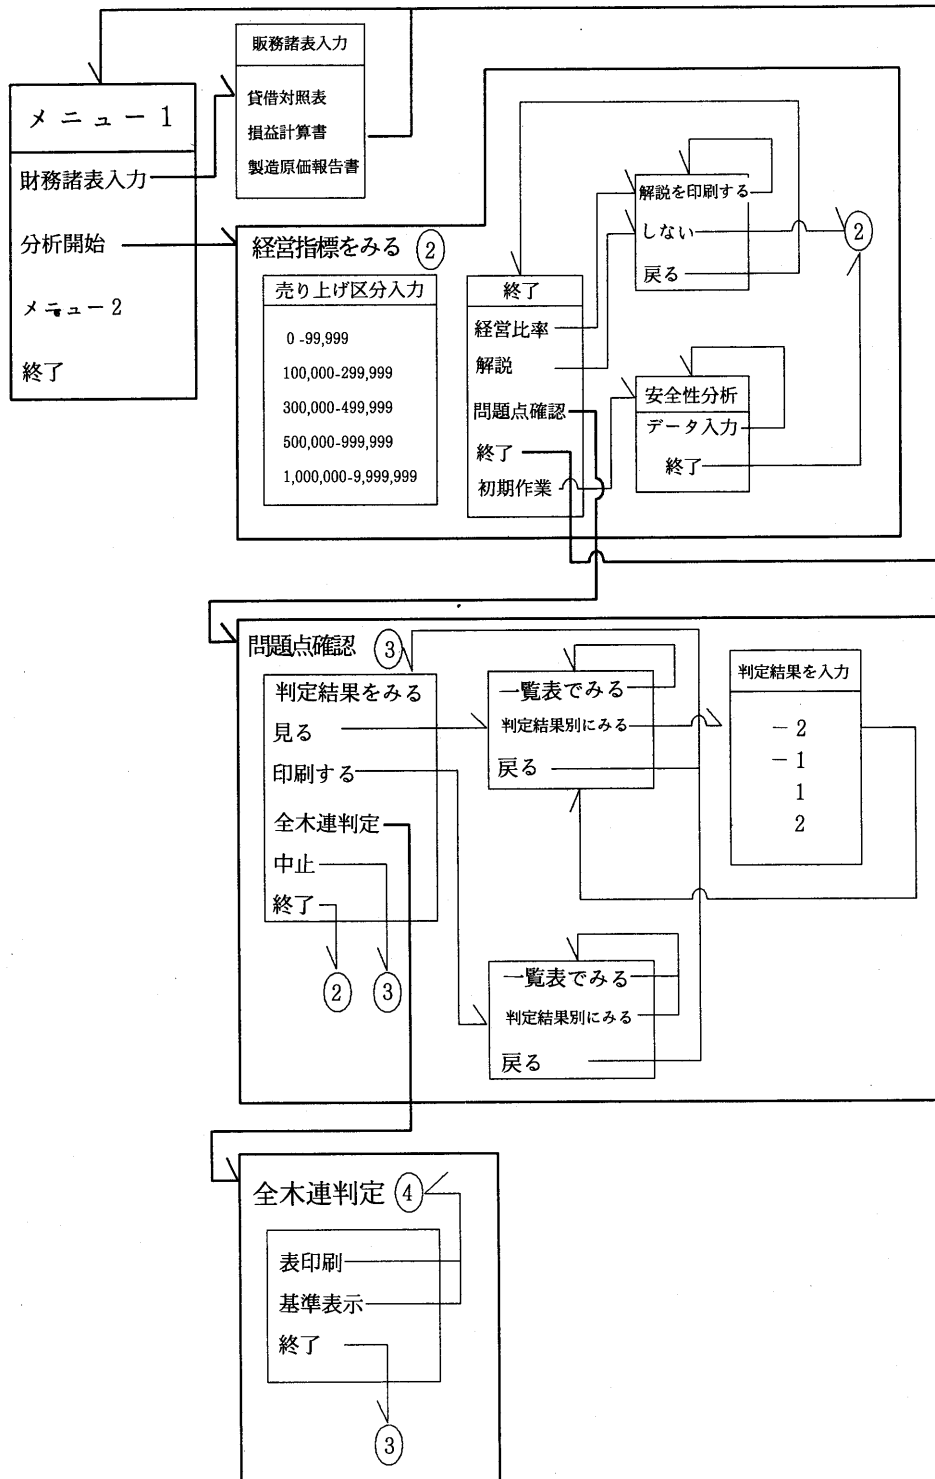 メニュー1
財務諸表入力
分析開始
メニュー2
終了
販務諸表入力
貸借対照表
損益計算書
製造原価報告書
経営指標をみる ②
売り上げ区分入力
0-99,999
100,000-299,999
300,000-499,999
500,000-999,999
1,000,000-9,999,999
終了
経営比率
解説
問題点確認
終了
初期作業
解説を印刷する
しない
戻る
②
安全性分析
データ入力
終了
問題点確認 ③
判定結果をみる
見る
印刷する
全木連判定
中止
終了
② ③
一覧表でみる
判定結果別にみる
戻る
判定結果を入力
-2
-1
1
2
一覧表でみる
判定結果別にみる
戻る
全木連判定 ④
表印刷
基準表示
終了
③